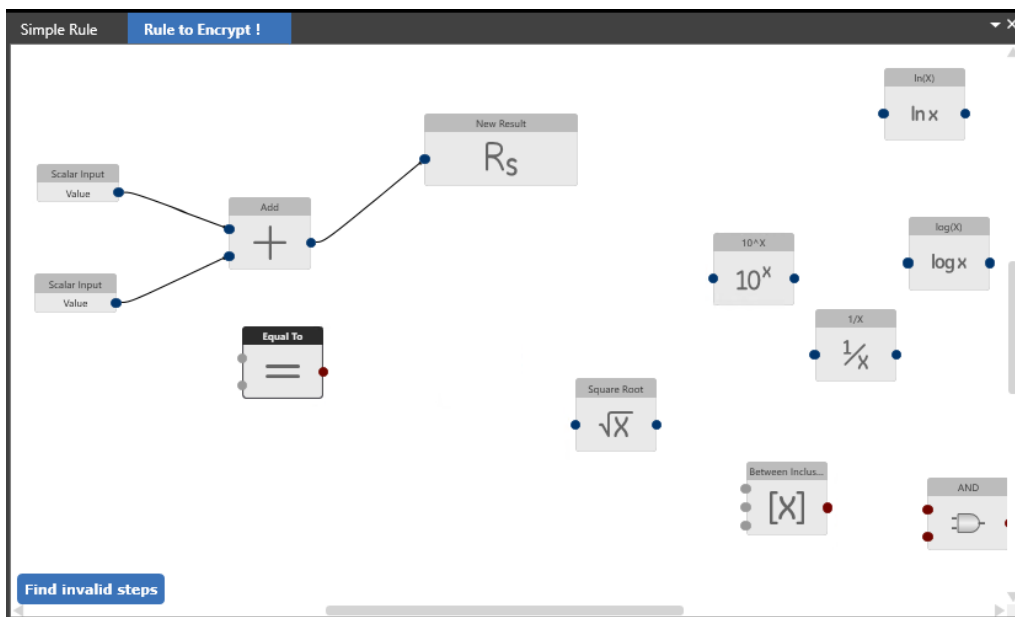 Simple Rule
Rule to Encrypt !
ln(X)
ln x
New Result
Rs
Scalar Input
Value
Add
+
log(X)
log x
10^X
10ˣ
Scalar Input
Value
1/X
1/x
Equal To
=
Square Root
√X
Between Inclus...
[X]
AND
Find invalid steps